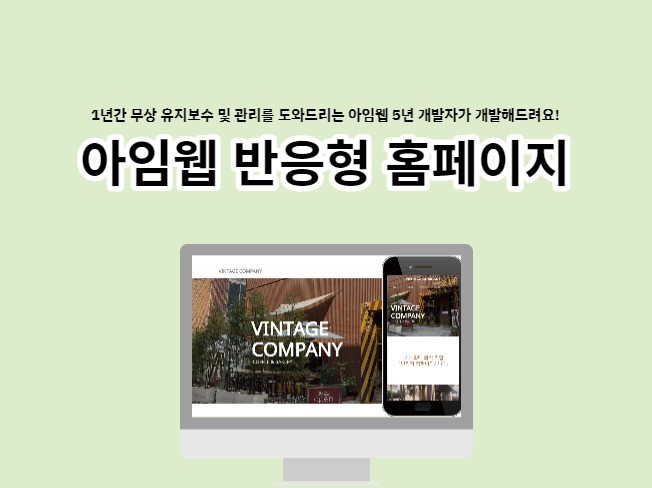 1년간 무상 유지보수 및 관리를 도와드리는 아임웹 5년 개발자가 개발해드려요!
아임웹 반응형 홈페이지
VINTAGE COMPANY
VINTAGE
COMPANY
COFFEE & BAKERY
VINTAGE
COMPANY